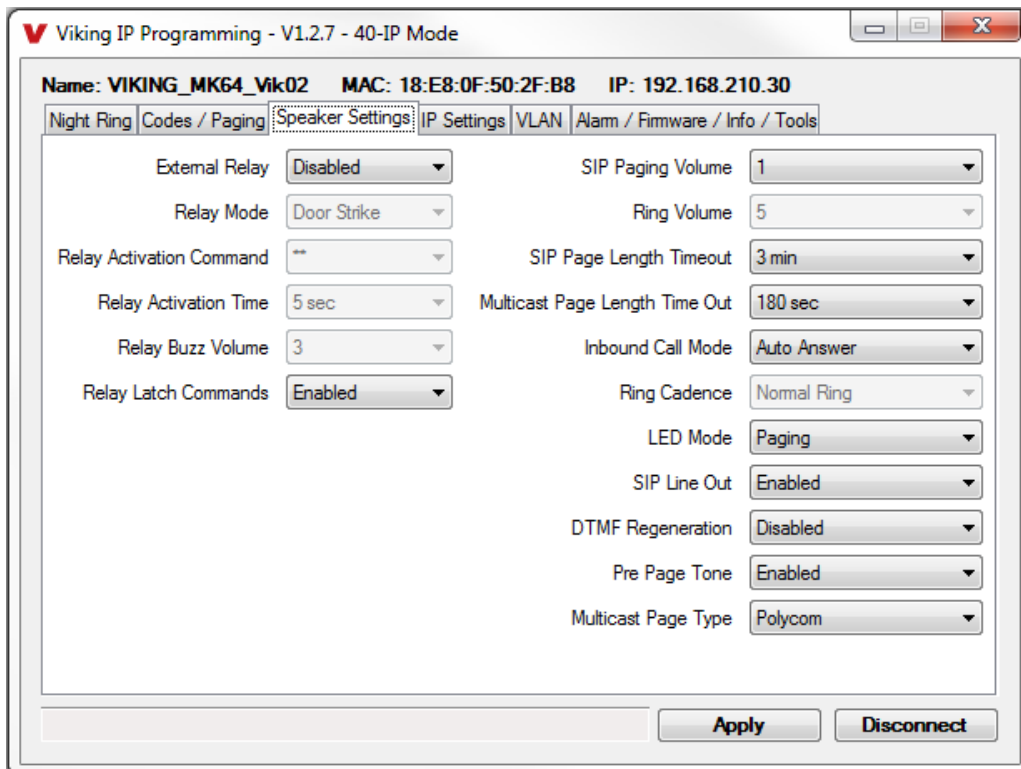 Viking IP Programming - V1.2.7 - 40-IP Mode
Name: VIKING_MK64_Vik02 MAC: 18:E8:0F:50:2F:B8 IP: 192.168.210.30
Night Ring Codes / Paging Speaker Settings IP Settings VLAN Alarm / Firmware / Info / Tools
External Relay Disabled
Relay Mode Door Strike
Relay Activation Command **
Relay Activation Time 5 sec
Relay Buzz Volume 3
Relay Latch Commands Enabled
SIP Paging Volume 1
Ring Volume 5
SIP Page Length Timeout 3 min
Multicast Page Length Time Out 180 sec
Inbound Call Mode Auto Answer
Ring Cadence Normal Ring
LED Mode Paging
SIP Line Out Enabled
DTMF Regeneration Disabled
Pre Page Tone Enabled
Multicast Page Type Polycom
Apply Disconnect